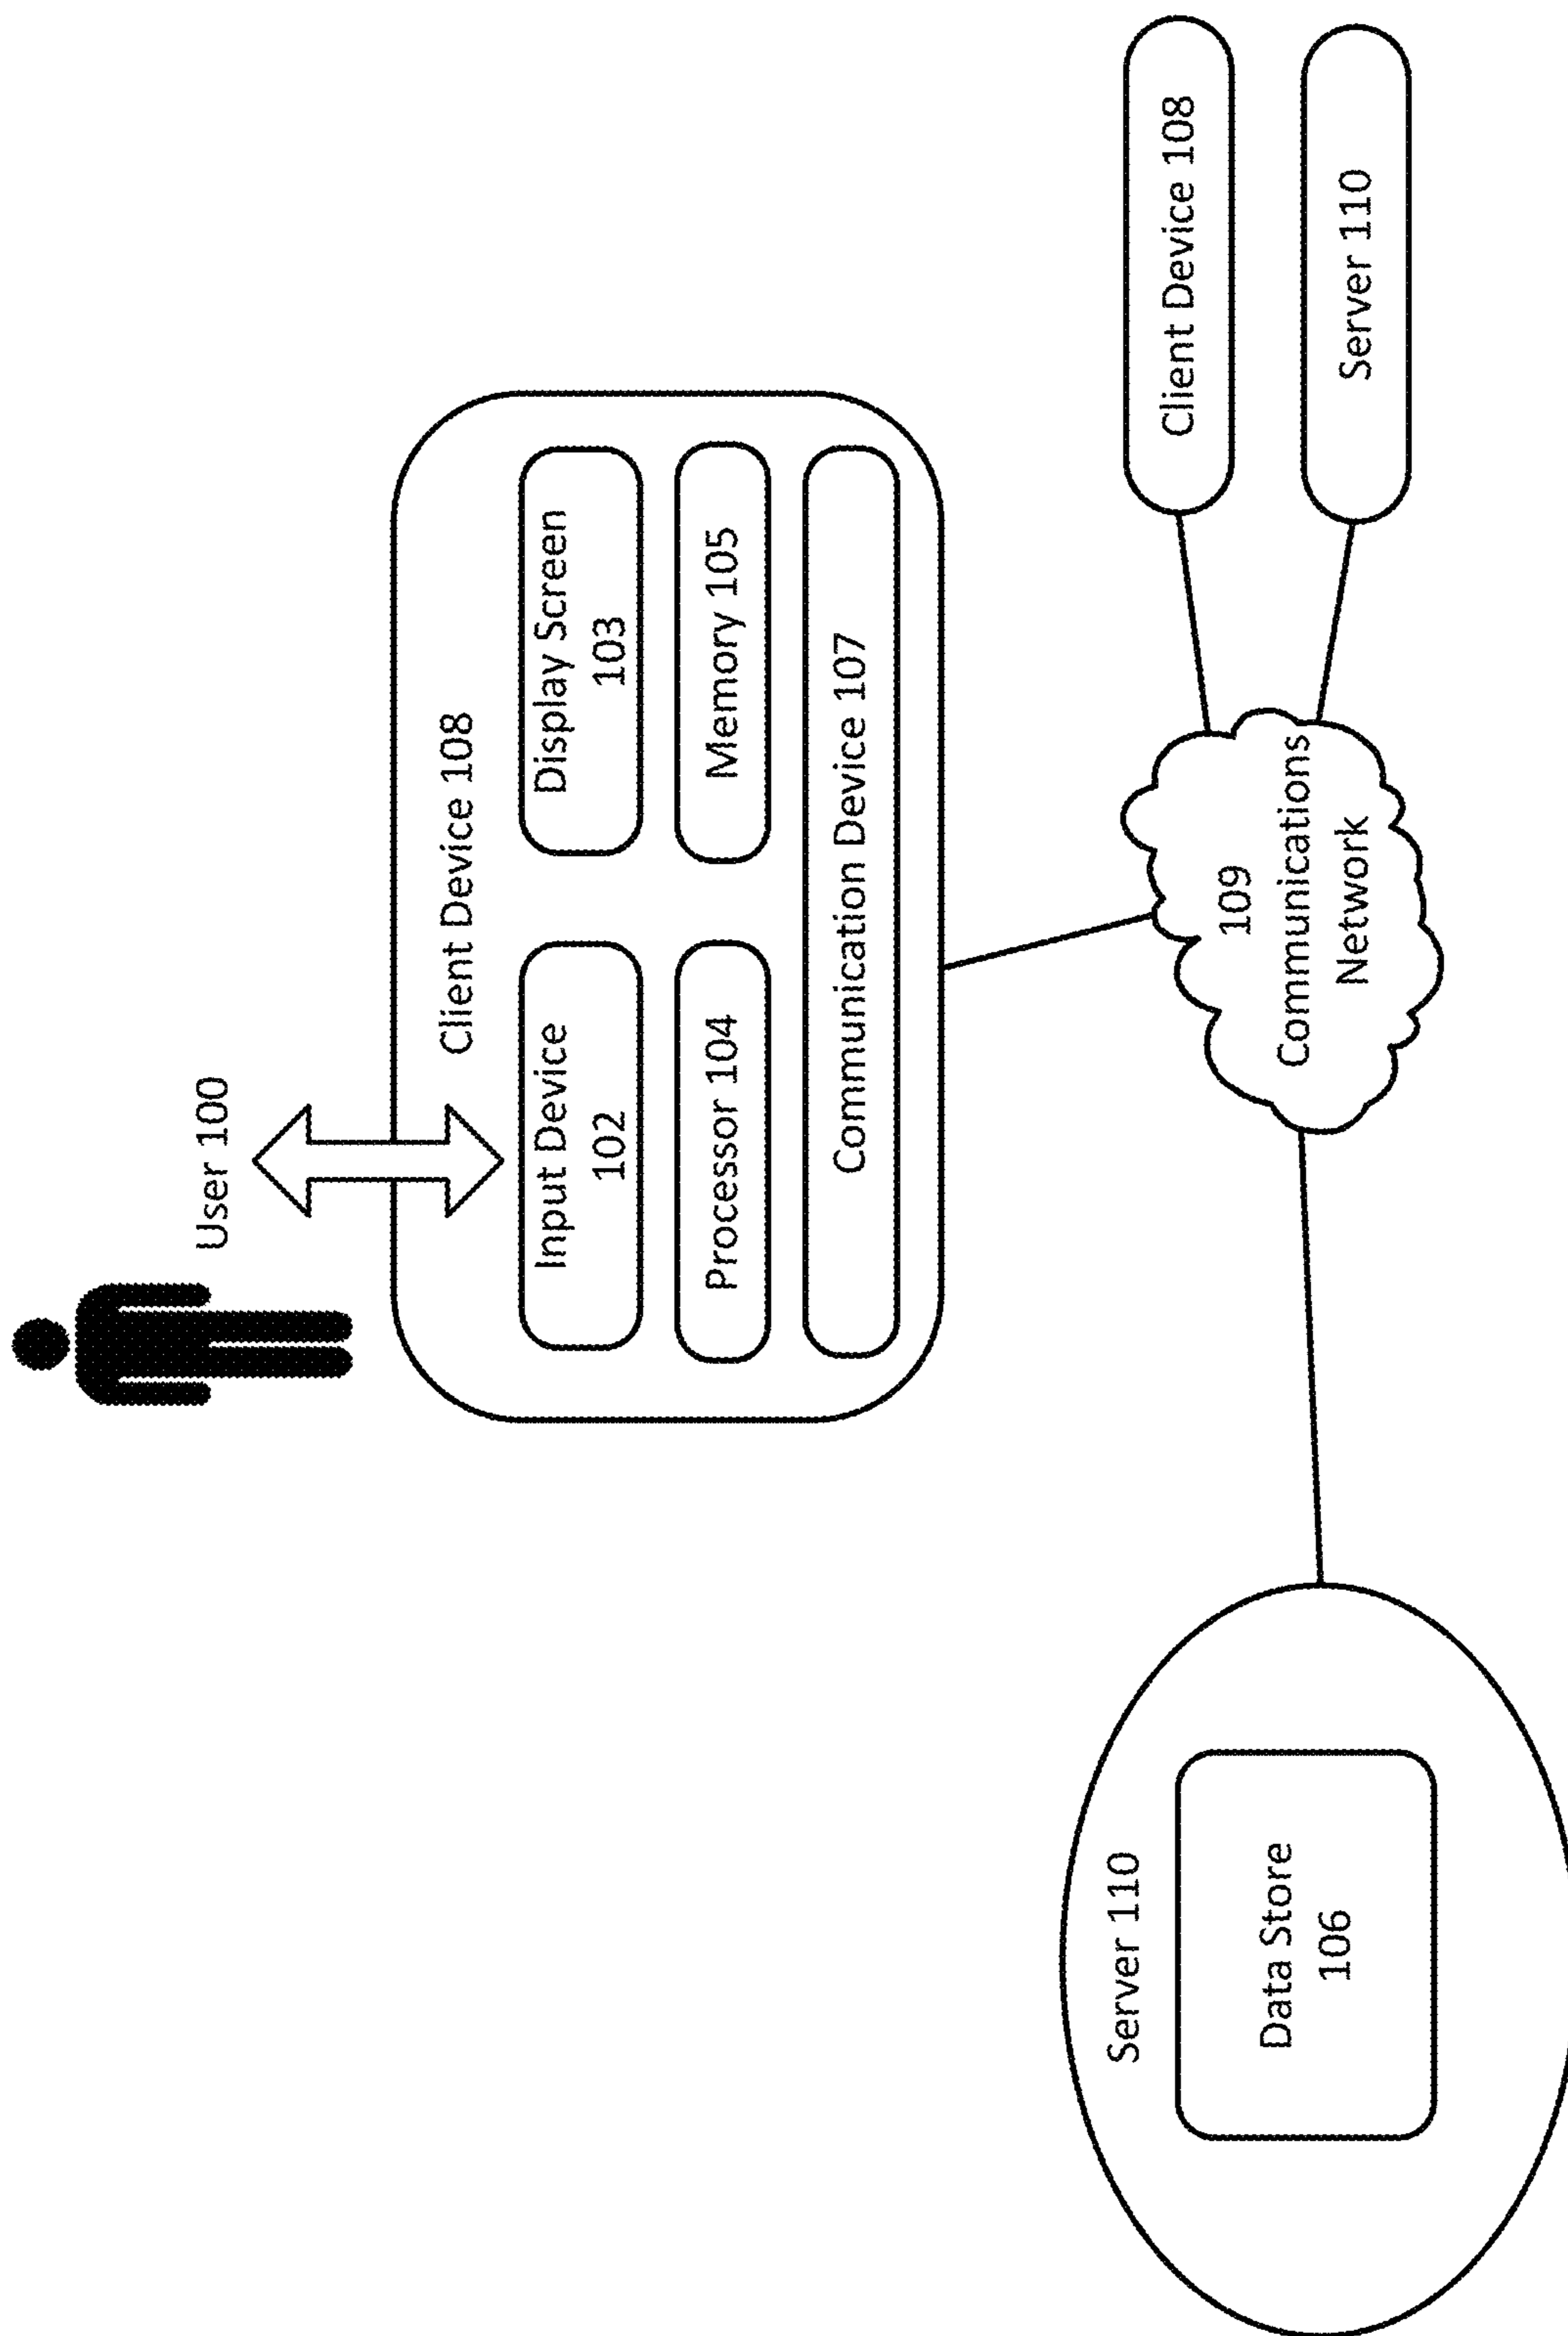 User 100
Client Device 108
Input Device
102
Display Screen
103
Processor 104
Memory 105
Communication Device 107
Server 110
Data Store
106
109
Communications
Network
Client Device 108
Server 110